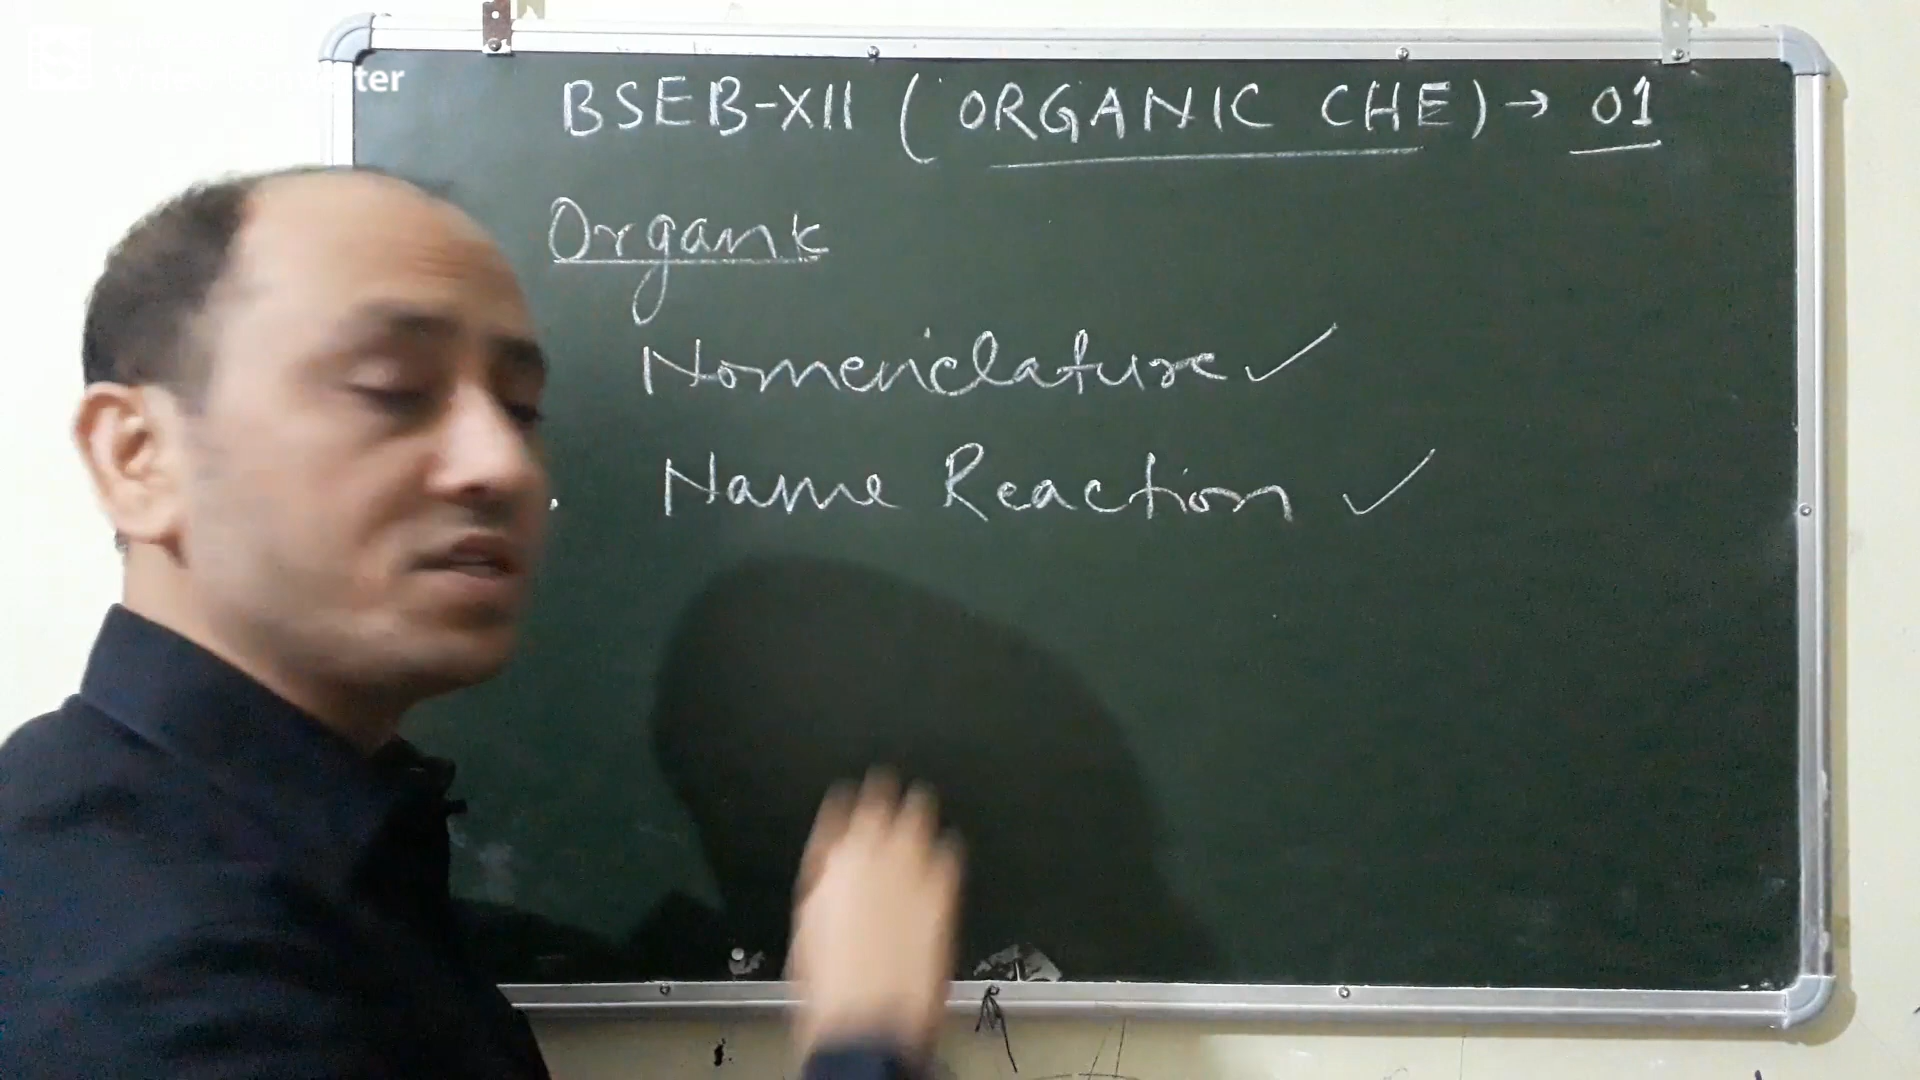 BSEB-XII (ORGANIC CHE) → 01
Organic
Nomenclature ✓
Name Reaction ✓